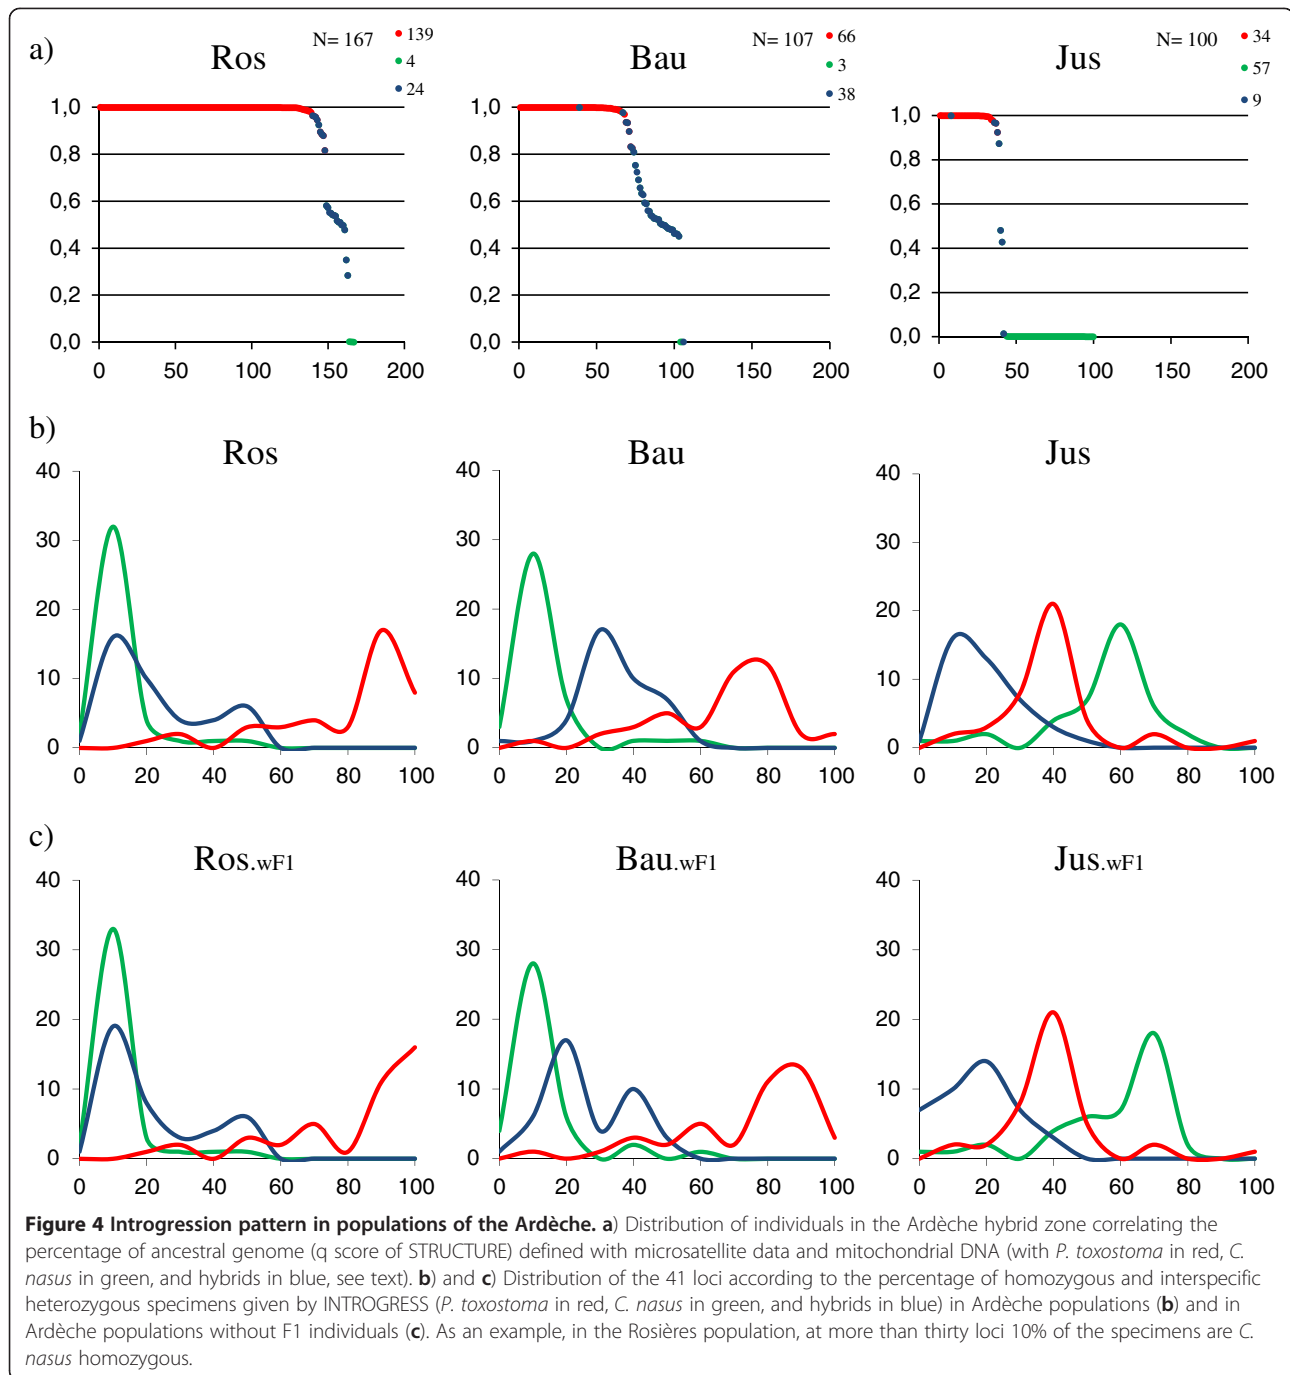 a)
Ros
N= 167
139
4
24
Bau
N= 107
66
3
38
Jus
N= 100
34
57
9
1,0
0,8
0,6
0,4
0,2
0,0
0 50 100 150 200
1,0
0,8
0,6
0,4
0,2
0,0
0 50 100 150 200
1,0
0,8
0,6
0,4
0,2
0,0
0 50 100 150 200
b)
Ros
40
30
20
10
0
0 20 40 60 80 100
Bau
40
30
20
10
0
0 20 40 60 80 100
Jus
40
30
20
10
0
0 20 40 60 80 100
c)
Ros.wF1
40
30
20
10
0
0 20 40 60 80 100
Bau.wF1
40
30
20
10
0
0 20 40 60 80 100
Jus.wF1
40
30
20
10
0
0 20 40 60 80 100
Figure 4 Introgression pattern in populations of the Ardèche. a) Distribution of individuals in the Ardèche hybrid zone correlating the
percentage of ancestral genome (q score of STRUCTURE) defined with microsatellite data and mitochondrial DNA (with P. toxostoma in red, C.
nasus in green, and hybrids in blue, see text). b) and c) Distribution of the 41 loci according to the percentage of homozygous and interspecific
heterozygous specimens given by INTROGRESS (P. toxostoma in red, C. nasus in green, and hybrids in blue) in Ardèche populations (b) and in
Ardèche populations without F1 individuals (c). As an example, in the Rosières population, at more than thirty loci 10% of the specimens are C.
nasus homozygous.